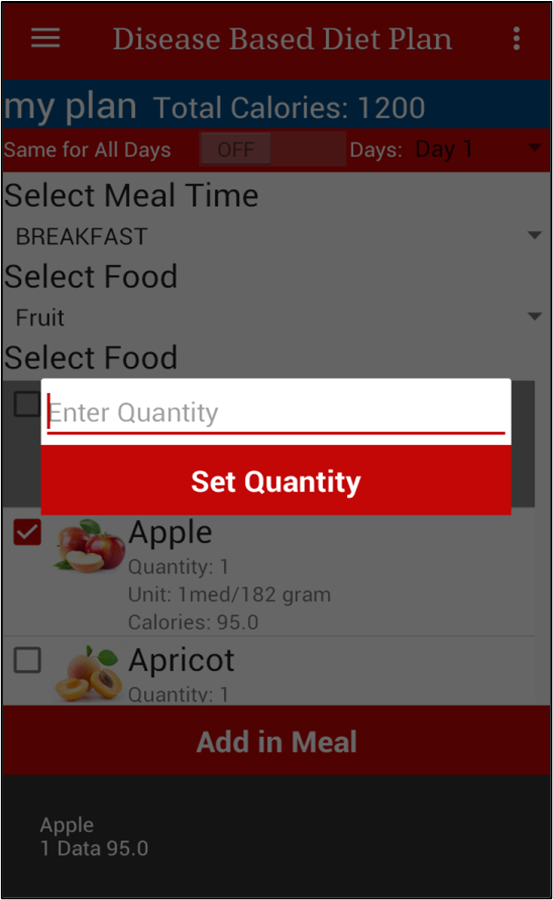 Disease Based Diet Plan
my plan Total Calories: 1200
Same for All Days OFF Days: Day 1
Select Meal Time
BREAKFAST
Select Food
Fruit
Select Food
Enter Quantity
Set Quantity
Apple
Quantity: 1
Unit: 1med/182 gram
Calories: 95.0
Apricot
Quantity: 1
Add in Meal
Apple
1 Data 95.0